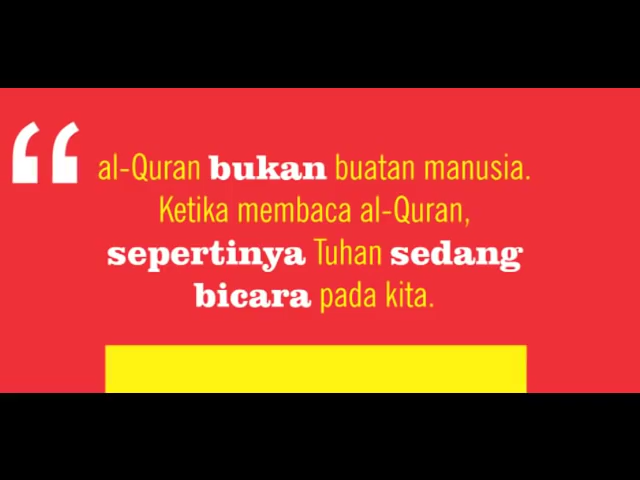 “
al-Quran bukan buatan manusia.
Ketika membaca al-Quran,
sepertinya Tuhan sedang
bicara pada kita.